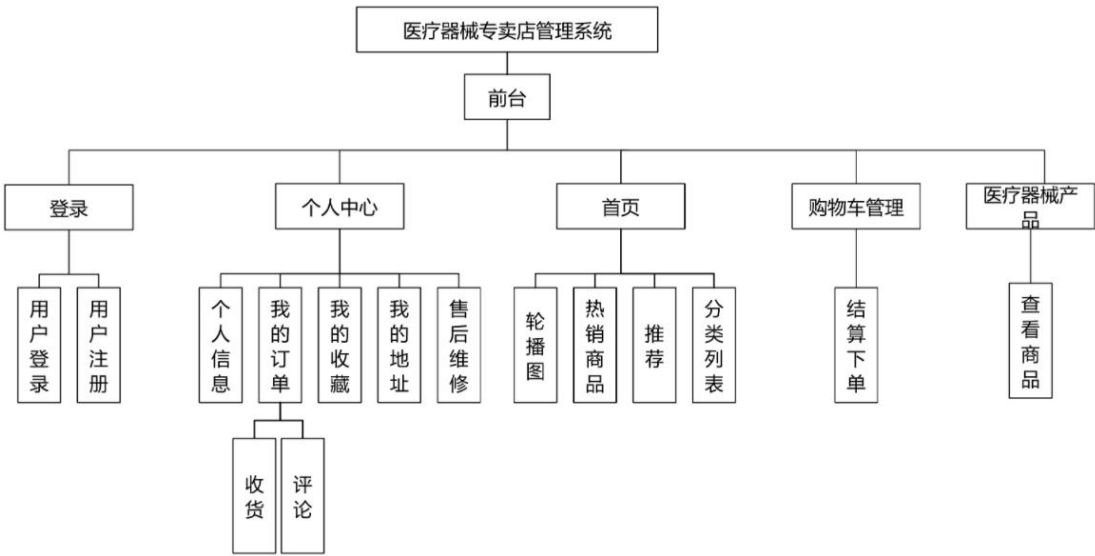 医疗器械专卖店管理系统
前台
登录
个人中心
首页
购物车管理
医疗器械产
品
用户登录
用户注册
个人信息
我的订单
我的收藏
我的地址
售后维修
轮播图
热销商品
推荐
分类列表
结算下单
查看商品
收货
评论